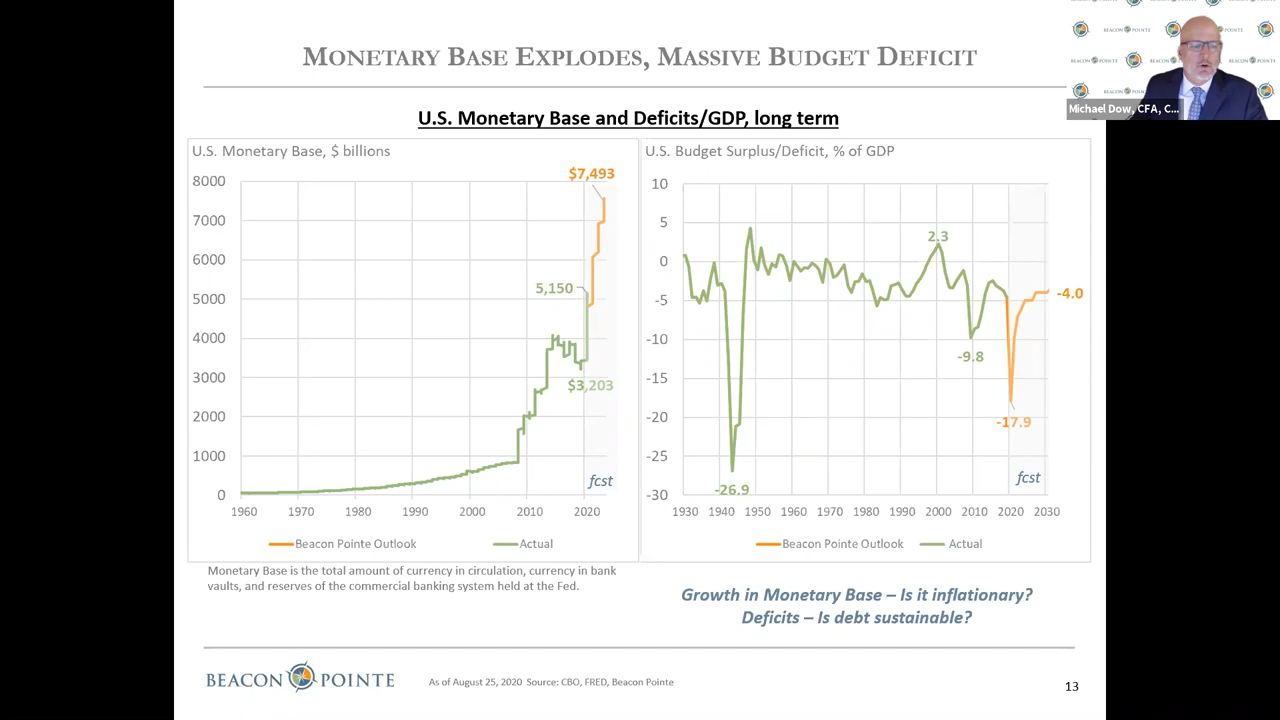 MONETARY BASE EXPLODES, MASSIVE BUDGET DEFICIT
BEACON POINTE
Michael Dow, CFA, C...
U.S. Monetary Base and Deficits/GDP, long term
U.S. Monetary Base, $ billions
8000
7000
6000
5000
4000
3000
2000
1000
0
$7,493
5,150
$3,203
fcst
1960
1970
1980
1990
2000
2010
2020
Beacon Pointe Outlook
Actual
U.S. Budget Surplus/Deficit, % of GDP
10
5
0
-5
-10
-15
-20
-25
-30
2.3
-4.0
-9.8
-17.9
-26.9
fcst
1930
1940
1950
1960
1970
1980
1990
2000
2010
2020
2030
Beacon Pointe Outlook
Actual
Monetary Base is the total amount of currency in circulation, currency in bank
vaults, and reserves of the commercial banking system held at the Fed.
Growth in Monetary Base – Is it inflationary?
Deficits – Is debt sustainable?
BEACON POINTE
As of August 25, 2020 Source: CBO, FRED, Beacon Pointe
13